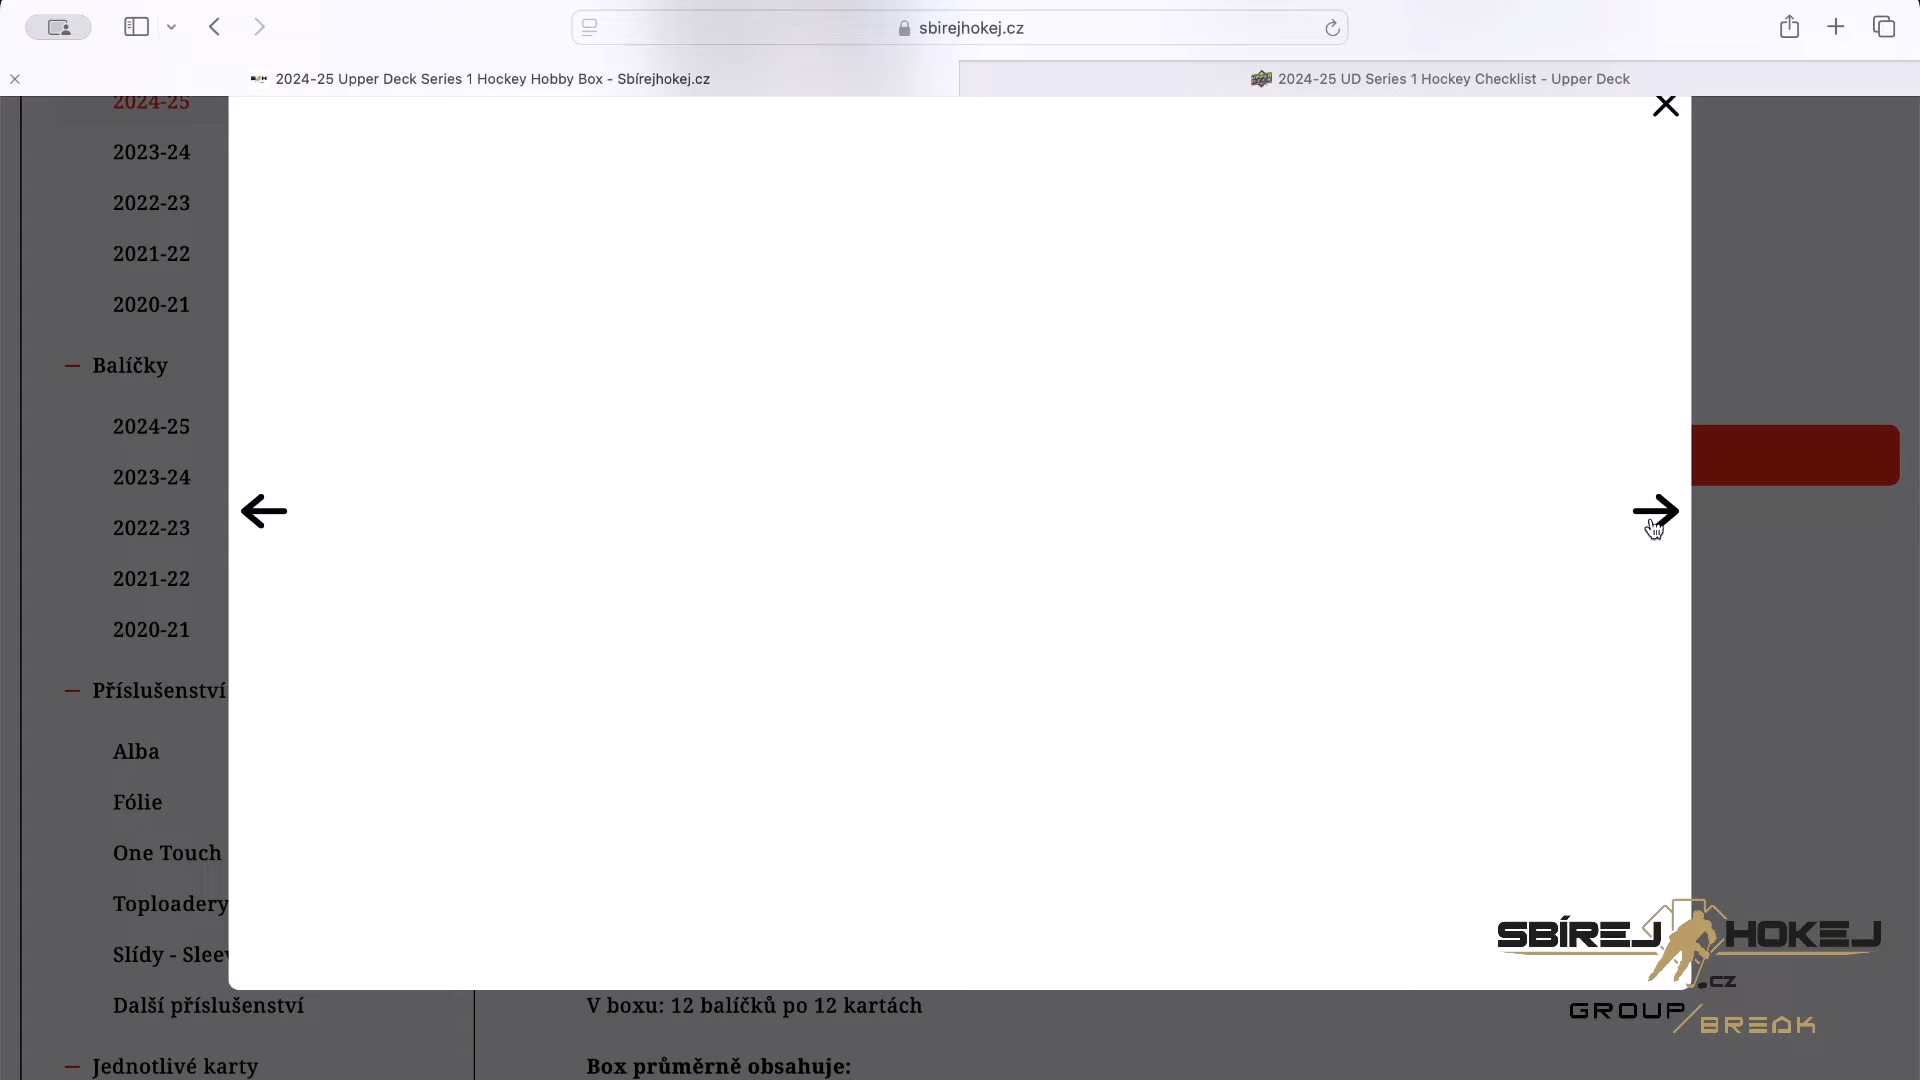 sbirejhokej.cz
2024-25 Upper Deck Series 1 Hockey Hobby Box - Sbírejhokej.cz
2024-25 UD Series 1 Hockey Checklist - Upper Deck
2024-25
2023-24
2022-23
2021-22
2020-21
Balíčky
2024-25
2023-24
2022-23
2021-22
2020-21
Příslušenství
Alba
Fólie
One Touch
Toploadery
Slídy - Slee
Další příslušenství
Jednotlivé karty
V boxu: 12 balíčků po 12 kartách
Box průměrně obsahuje:
SBÍREJ HOKEJ
.CZ
GROUP BREAK